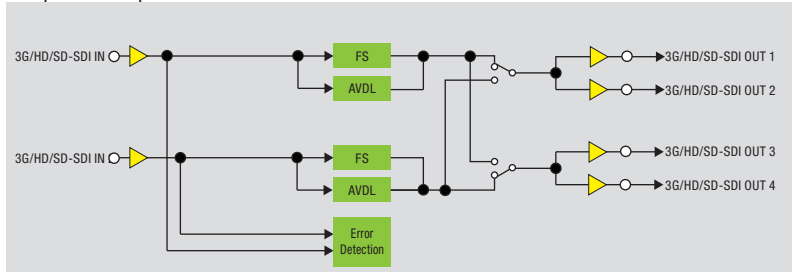 3G/HD/SD-SDI IN
FS
3G/HD/SD-SDI OUT 1
AVDL
3G/HD/SD-SDI OUT 2
3G/HD/SD-SDI IN
FS
3G/HD/SD-SDI OUT 3
AVDL
3G/HD/SD-SDI OUT 4
Error
Detection